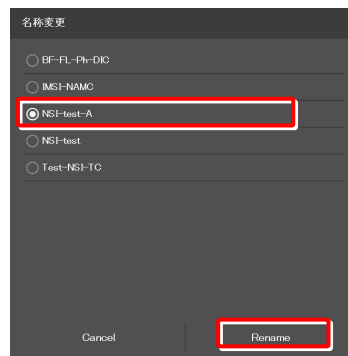 名称変更
BF-FL-Ph-DIC
IMSI-NAMC
NSI-test-A
NSI-test
Test-NSI-TC
Cancel
Rename